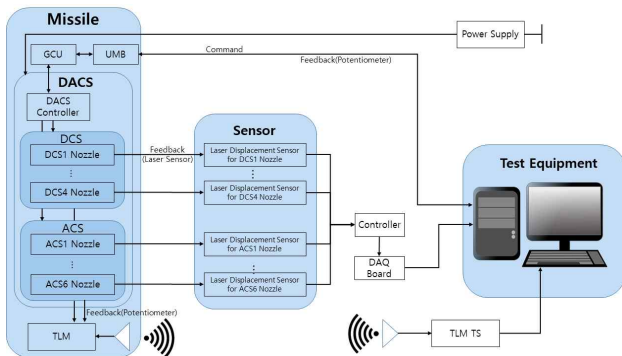 Missile
GCU
UMB
Command
Feedback(Potentiometer)
Power Supply
DACS
DACS
Controller
DCS
DCS1 Nozzle
⋮
DCS4 Nozzle
ACS
ACS1 Nozzle
⋮
ACS6 Nozzle
Feedback(Potentiometer)
TLM
Feedback
(Laser Sensor)
Sensor
Laser Displacement Sensor
for DCS1 Nozzle
⋮
Laser Displacement Sensor
for DCS4 Nozzle
Laser Displacement Sensor
for ACS1 Nozzle
⋮
Laser Displacement Sensor
for ACS6 Nozzle
Controller
DAQ
Board
Test Equipment
TLM TS